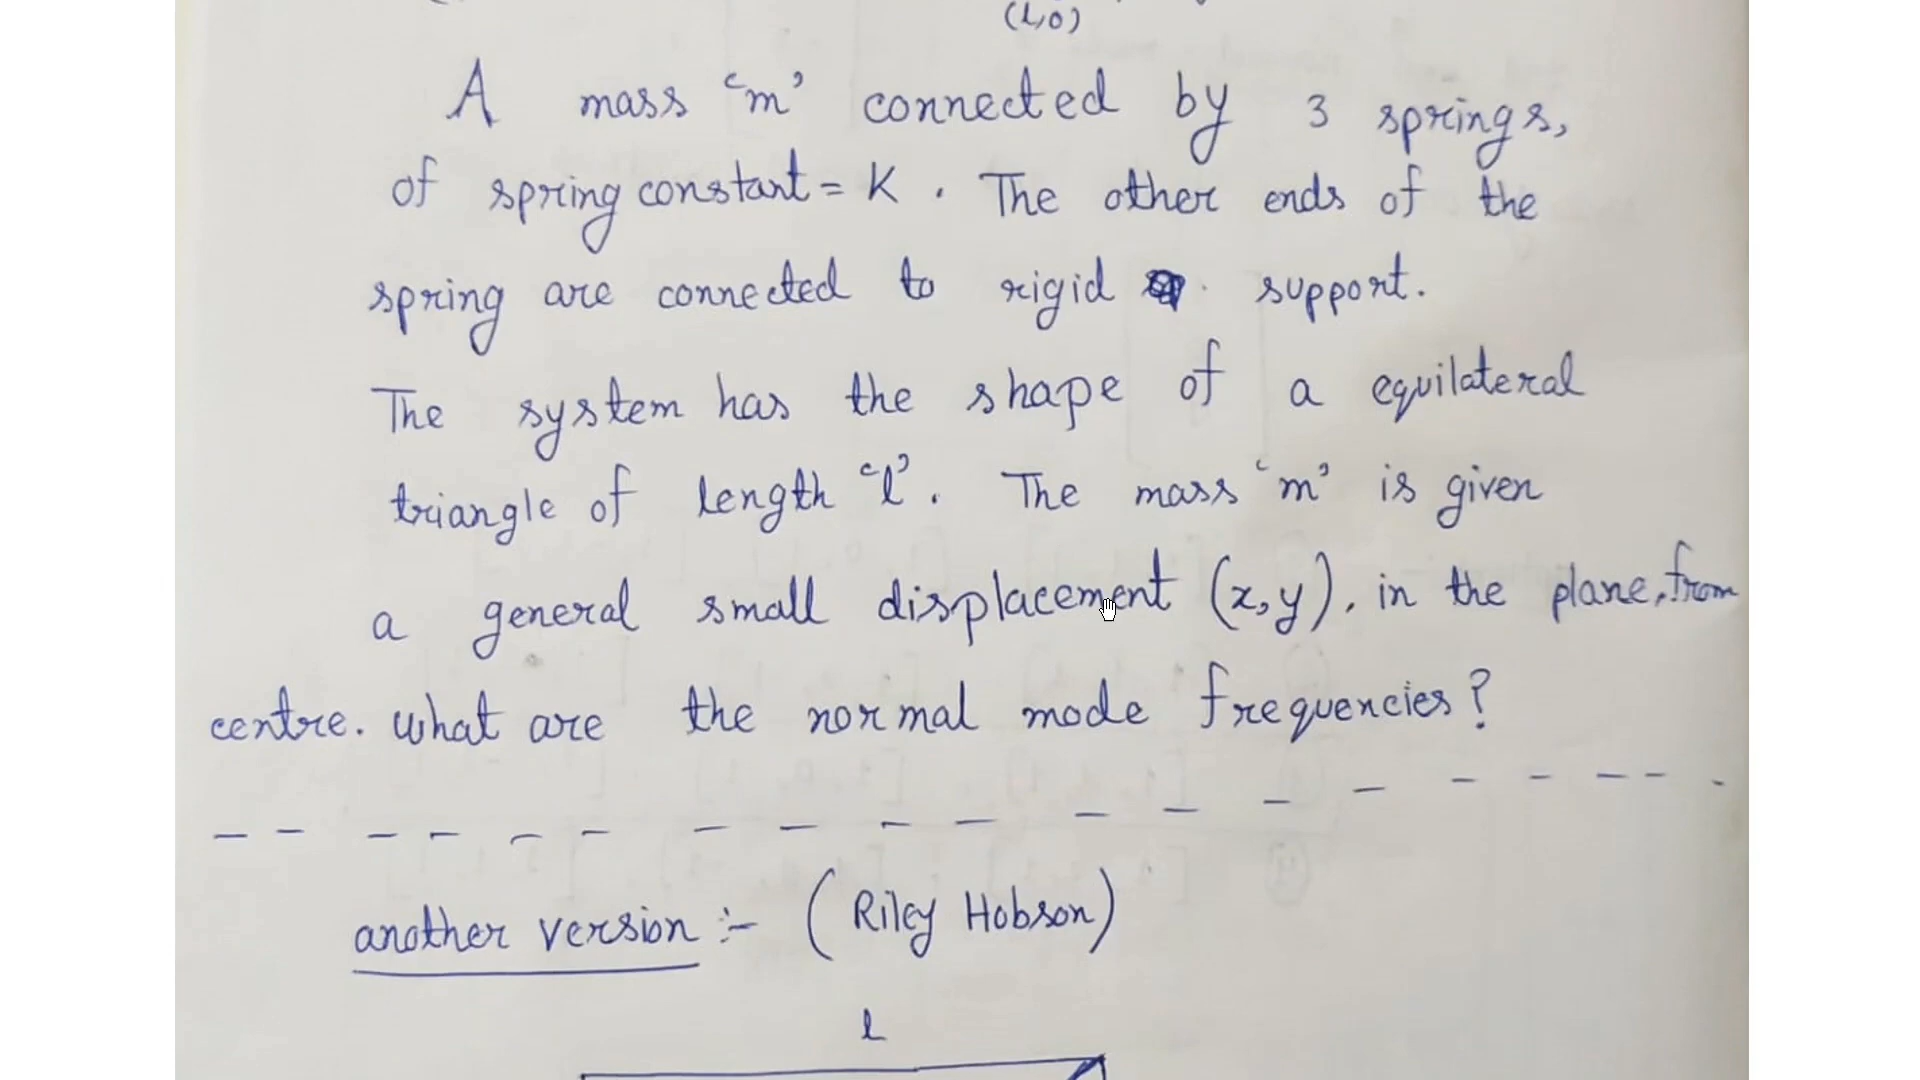 (l,0)
A mass ‘m’ connected by 3 springs,
of spring constant = K . The other ends of the
spring are connected to rigid support.
The system has the shape of a equilateral
triangle of length ‘l’. The mass ‘m’ is given
a general small displacement (x,y), in the plane, from
centre. what are the normal mode frequencies?
another version :- (Riley Hobson)
l